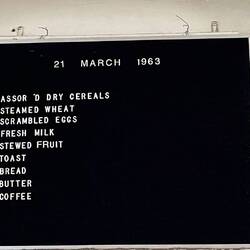 21 MARCH 1963
ASSOR'D DRY CEREALS
STEAMED WHEAT
SCRAMBLED EGGS
FRESH MILK
STEWED FRUIT
TOAST
BREAD
BUTTER
COFFEE